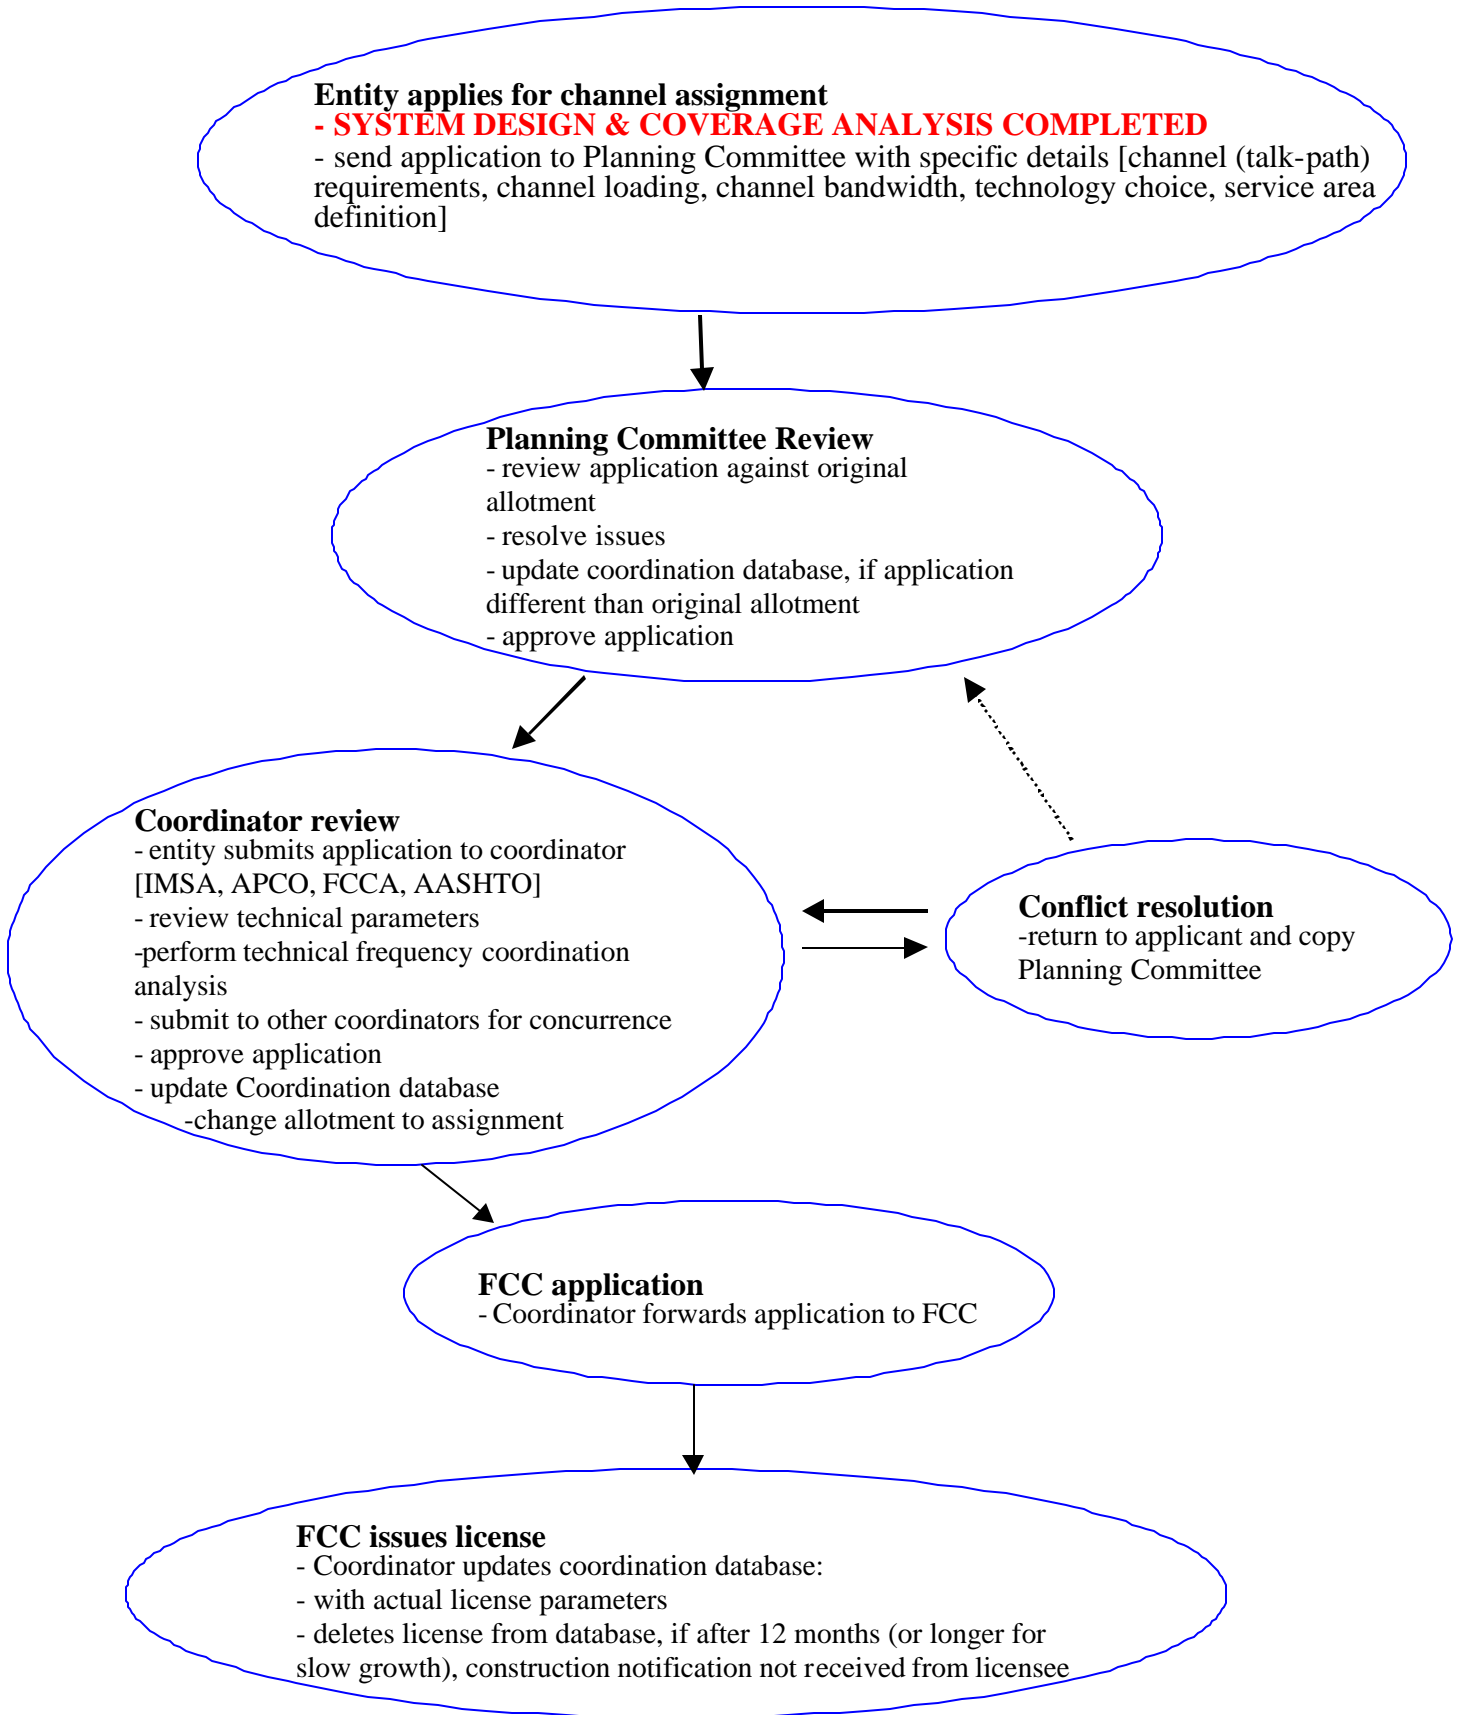 Entity applies for channel assignment
- SYSTEM DESIGN & COVERAGE ANALYSIS COMPLETED
- send application to Planning Committee with specific details [channel (talk-path)
requirements, channel loading, channel bandwidth, technology choice, service area
definition]
Planning Committee Review
- review application against original
allotment
- resolve issues
- update coordination database, if application
different than original allotment
- approve application
Coordinator review
- entity submits application to coordinator
[IMSA, APCO, FCCA, AASHTO]
- review technical parameters
-perform technical frequency coordination
analysis
- submit to other coordinators for concurrence
- approve application
- update Coordination database
-change allotment to assignment
Conflict resolution
-return to applicant and copy
Planning Committee
FCC application
- Coordinator forwards application to FCC
FCC issues license
- Coordinator updates coordination database:
- with actual license parameters
- deletes license from database, if after 12 months (or longer for
slow growth), construction notification not received from licensee